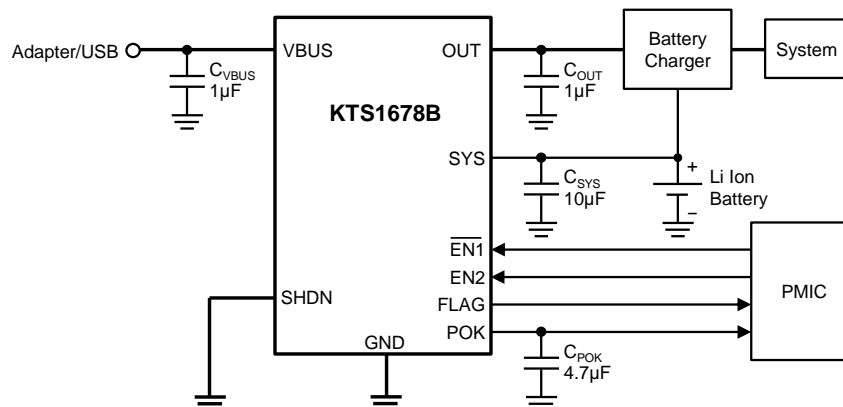 Adapter/USB
VBUS
C_VBUS
1µF
KTS1678B
OUT
C_OUT
1µF
Battery
Charger
System
SYS
C_SYS
10µF
+
Li Ion
Battery
–
E̅N̅1̅
EN2
FLAG
POK
PMIC
SHDN
GND
C_POK
4.7µF